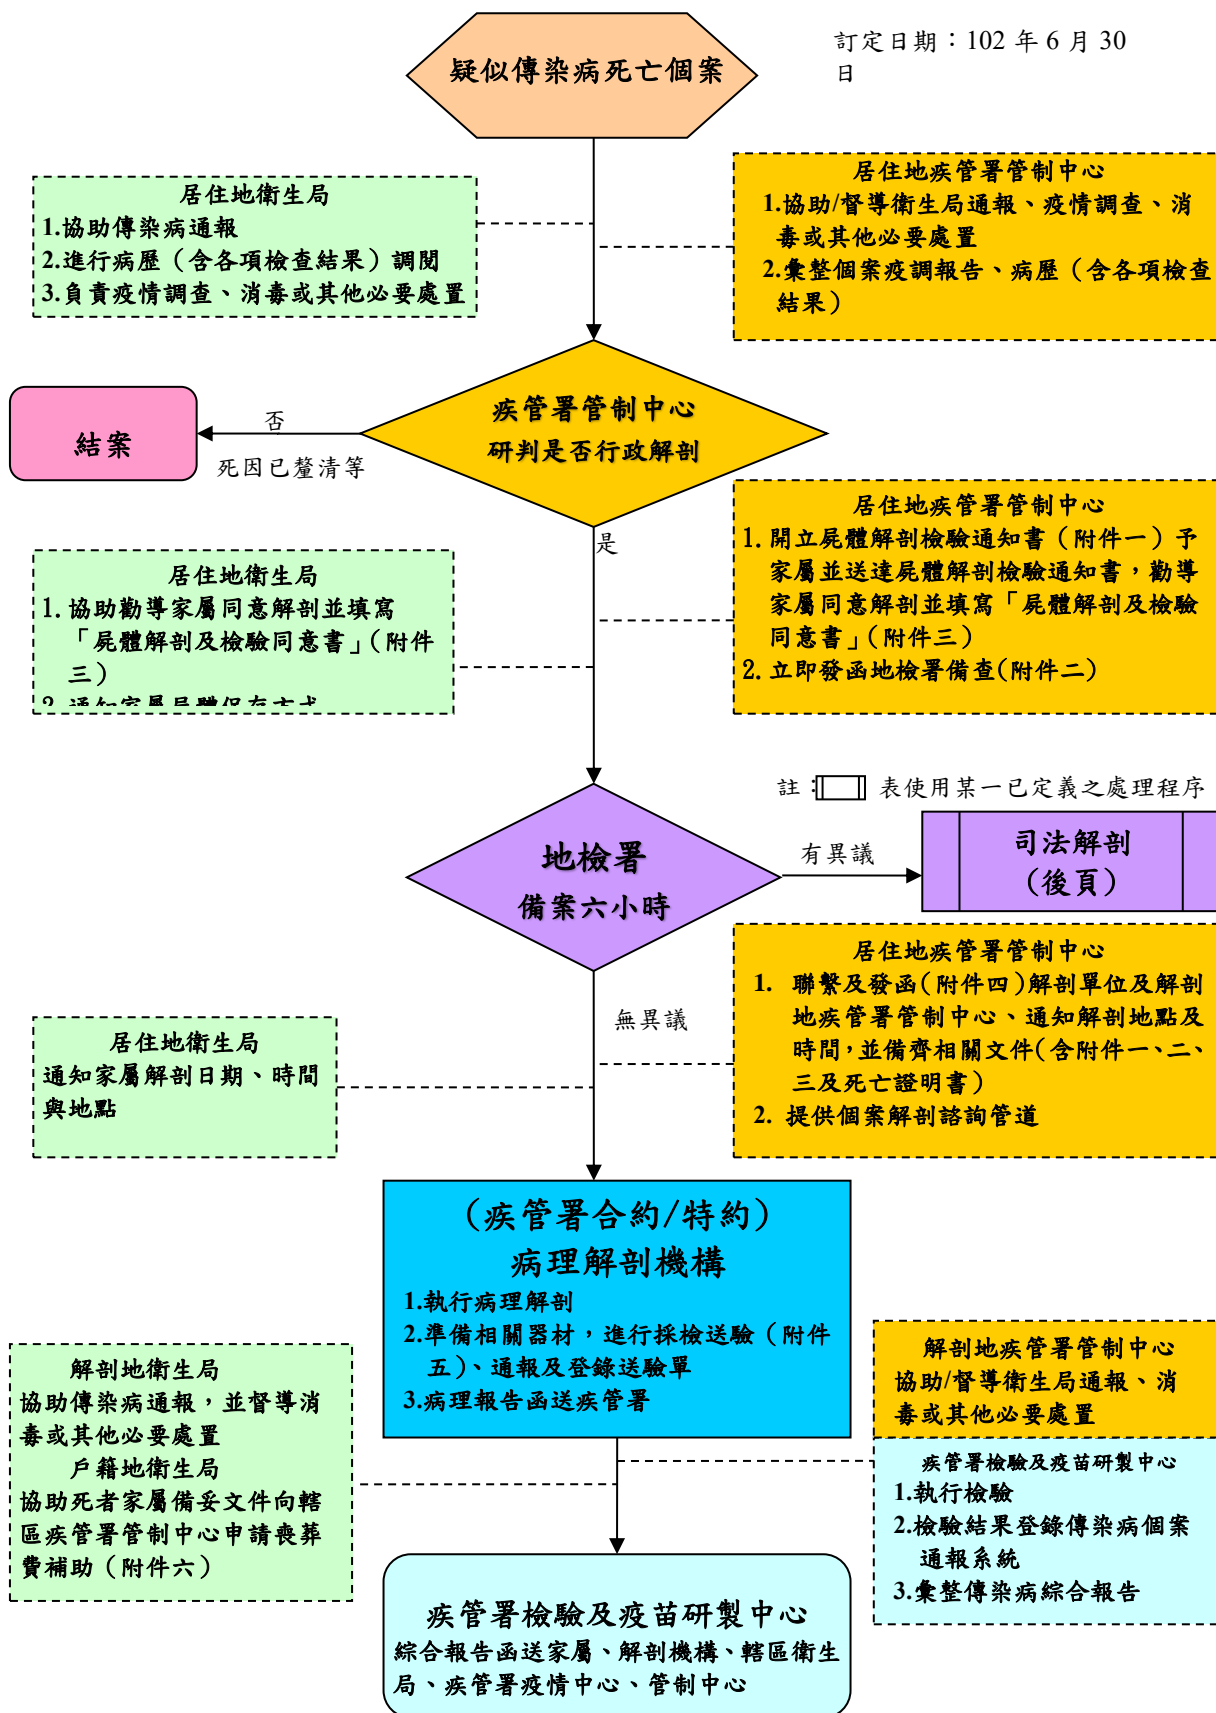 疑似傳染病死亡個案
訂定日期：102 年 6 月 30
日
居住地衛生局
1.協助傳染病通報
2.進行病歷（含各項檢查結果）調閱
3.負責疫情調查、消毒或其他必要處置
居住地疾管署管制中心
1.協助/督導衛生局通報、疫情調查、消
毒或其他必要處置
2.彙整個案疫調報告、病歷（含各項檢查
結果）
疾管署管制中心
研判是否行政解剖
否
死因已釐清等
結案
是
居住地衛生局
1. 協助勸導家屬同意解剖並填寫
「屍體解剖及檢驗同意書」（附件
三）
2. 通知家屬屍體保存方式
居住地疾管署管制中心
1. 開立屍體解剖檢驗通知書（附件一）予
家屬並送達屍體解剖檢驗通知書，勸導
家屬同意解剖並填寫「屍體解剖及檢驗
同意書」（附件三）
2. 立即發函地檢署備查(附件二）
註： 表使用某一已定義之處理程序
地檢署
備案六小時
有異議
司法解剖
（後頁）
無異議
居住地衛生局
通知家屬解剖日期、時間
與地點
居住地疾管署管制中心
1. 聯繫及發函（附件四）解剖單位及解剖
地疾管署管制中心、通知解剖地點及
時間，並備齊相關文件（含附件一、二、
三及死亡證明書）
2. 提供個案解剖諮詢管道
（疾管署合約/特約）
病理解剖機構
1.執行病理解剖
2.準備相關器材，進行採檢送驗（附件
五）、通報及登錄送驗單
3.病理報告函送疾管署
解剖地衛生局
協助傳染病通報，並督導消
毒或其他必要處置
戶籍地衛生局
協助死者家屬備妥文件向轄
區疾管署管制中心申請喪葬
費補助（附件六）
解剖地疾管署管制中心
協助/督導衛生局通報、消
毒或其他必要處置
疾管署檢驗及疫苗研製中心
1.執行檢驗
2.檢驗結果登錄傳染病個案
通報系統
3.彙整傳染病綜合報告
疾管署檢驗及疫苗研製中心
綜合報告函送家屬、解剖機構、轄區衛生
局、疾管署疫情中心、管制中心